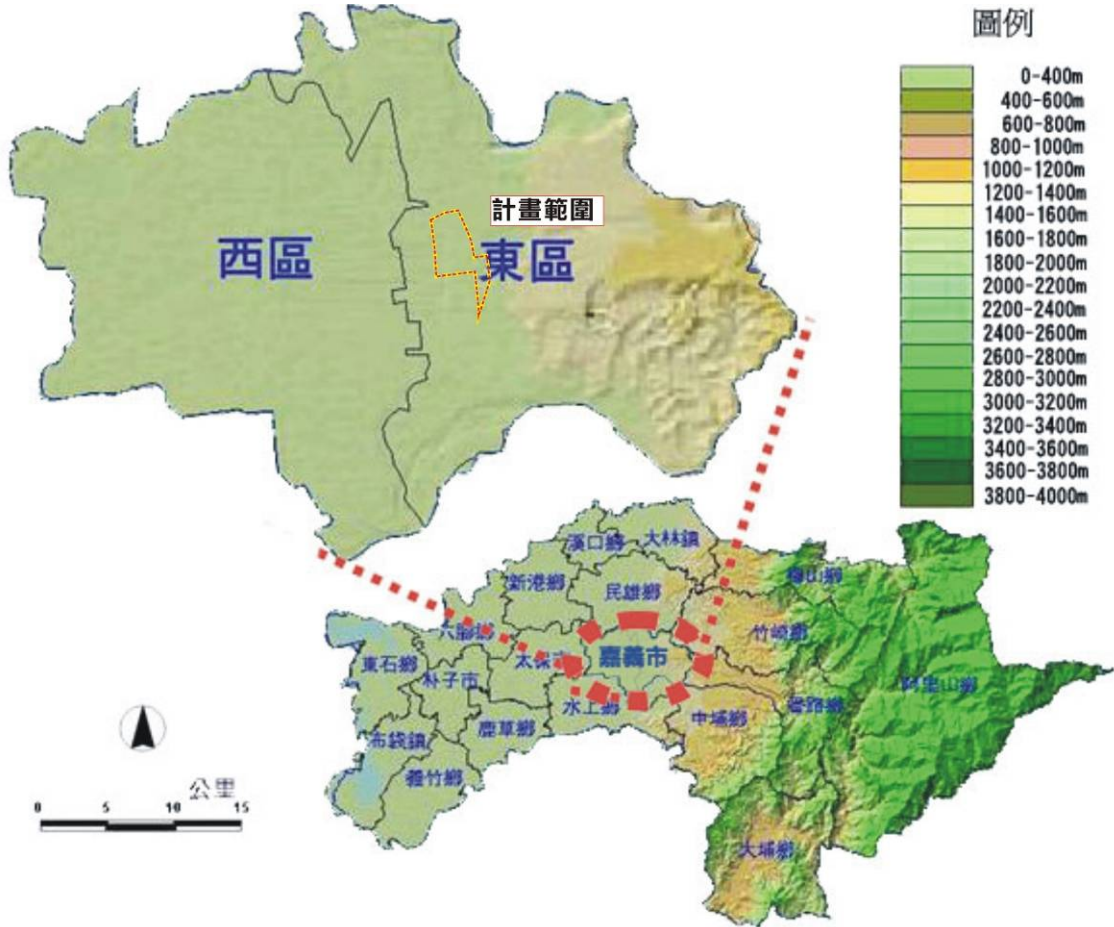 圖例
0-400m
400-600m
600-800m
800-1000m
1000-1200m
1200-1400m
1400-1600m
1600-1800m
1800-2000m
2000-2200m
2200-2400m
2400-2600m
2600-2800m
2800-3000m
3000-3200m
3200-3400m
3400-3600m
3600-3800m
3800-4000m
計畫範圍
西區
東區
溪口鄉
大林鎮
梅山鄉
新港鄉
民雄鄉
竹崎鄉
六腳鄉
東石鄉
太保市
嘉義市
朴子市
阿里山鄉
水上鄉
中埔鄉
番路鄉
鹿草鄉
布袋鎮
義竹鄉
大埔鄉
公里
0 5 10 15